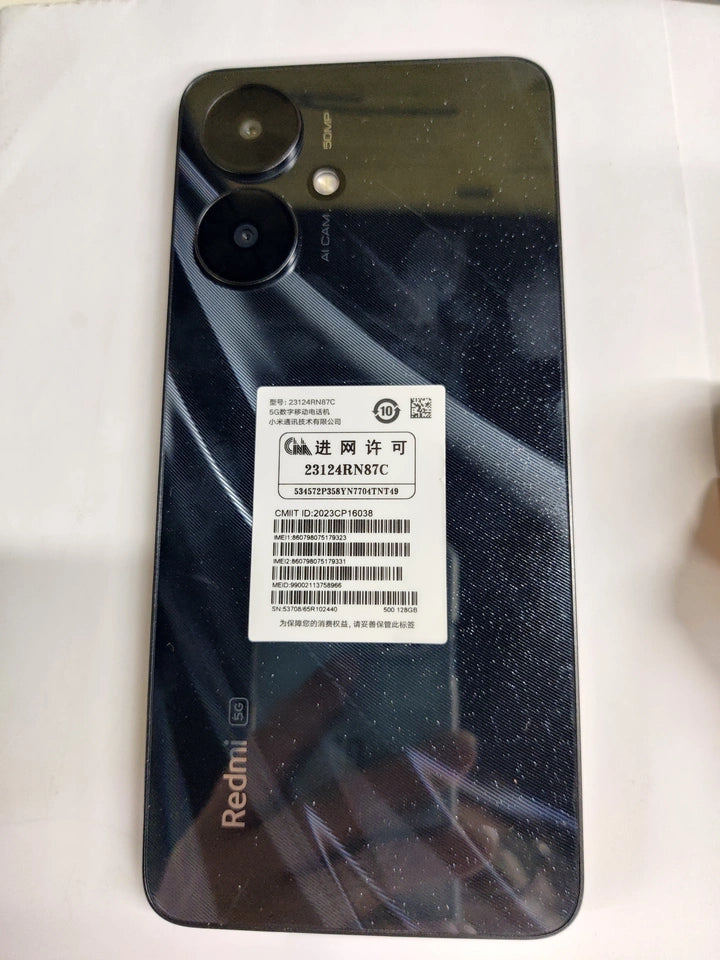 50MP
AI CAM
型号: 23124RN87C
5G数字移动电话机
小米通讯技术有限公司
10
进网许可
23124RN87C
534572P358YN7704TNT49
CMIIT ID:2023CP16038
IMEI1:860798075179323
IMEI2:860798075179331
MEID:99002113758966
SN:53708/65R102440 500 128GB
为保障您的消费权益, 请妥善保管此标签
Redmi 5G